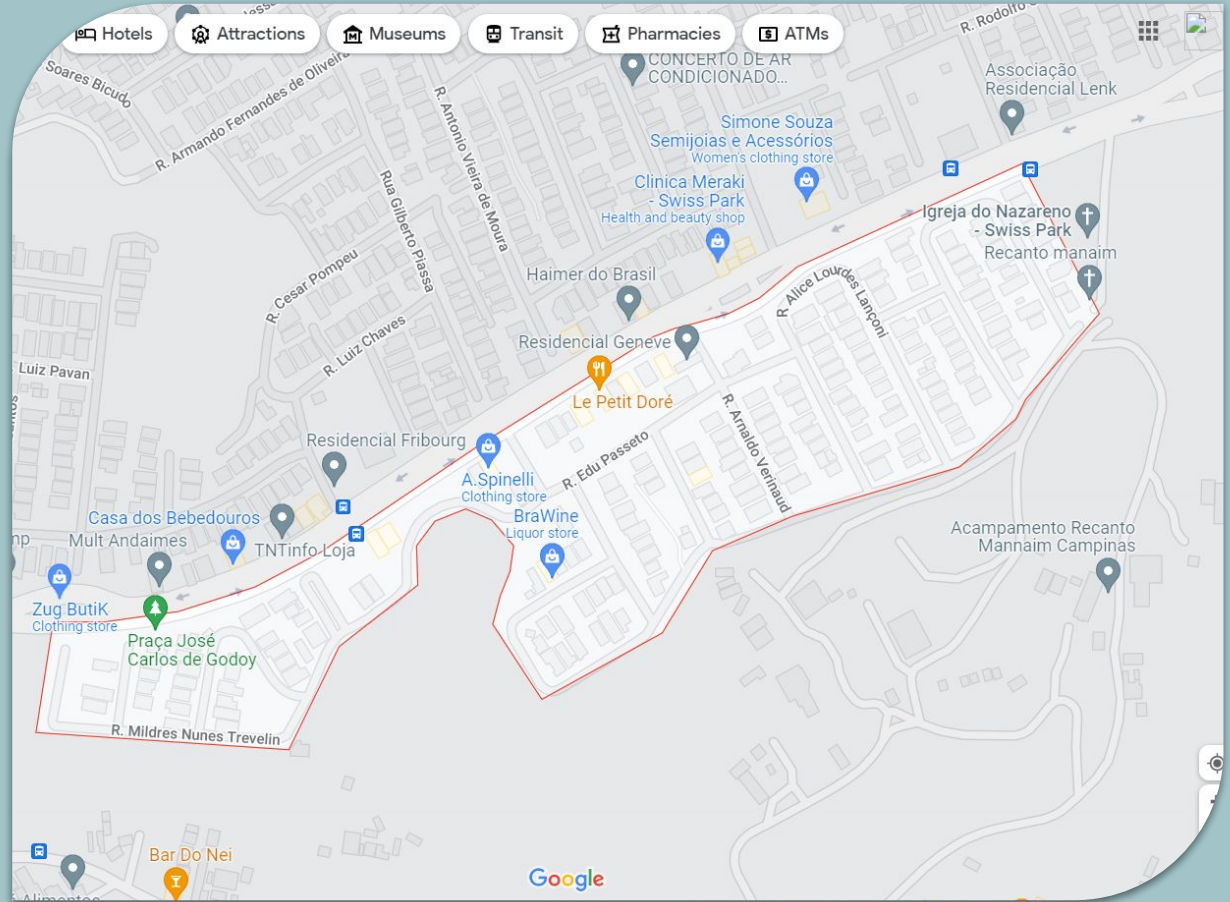 Hotels
Attractions
Museums
Transit
Pharmacies
ATMs
R. Rodolfo
Soares Bicudo
R. Armando Fernandes de Oliveira
R. Antonio Vieira de Moura
CONCERTO DE AR
CONDICIONADO...
Associação
Residencial Lenk
Simone Souza
Semijoias e Acessórios
Women's clothing store
Clinica Meraki
- Swiss Park
Health and beauty shop
Rua Gilberto Piassa
Igreja do Nazareno
- Swiss Park
Recanto manaim
R. Cesar Pompeu
Haimer do Brasil
R. Alice Lourdes Lançoni
R. Luiz Chaves
Residencial Geneve
Luiz Pavan
Le Petit Doré
R. Arnaldo Verinaud
Residencial Fribourg
R. Edu Passeto
A.Spinelli
Clothing store
BraWine
Liquor store
Casa dos Bebedouros
Mult Andaimes
TNTinfo Loja
Acampamento Recanto
Mannaim Campinas
Zug ButiK
Clothing store
Praça José
Carlos de Godoy
R. Mildres Nunes Trevelin
Bar Do Nei
Google
Alimentos